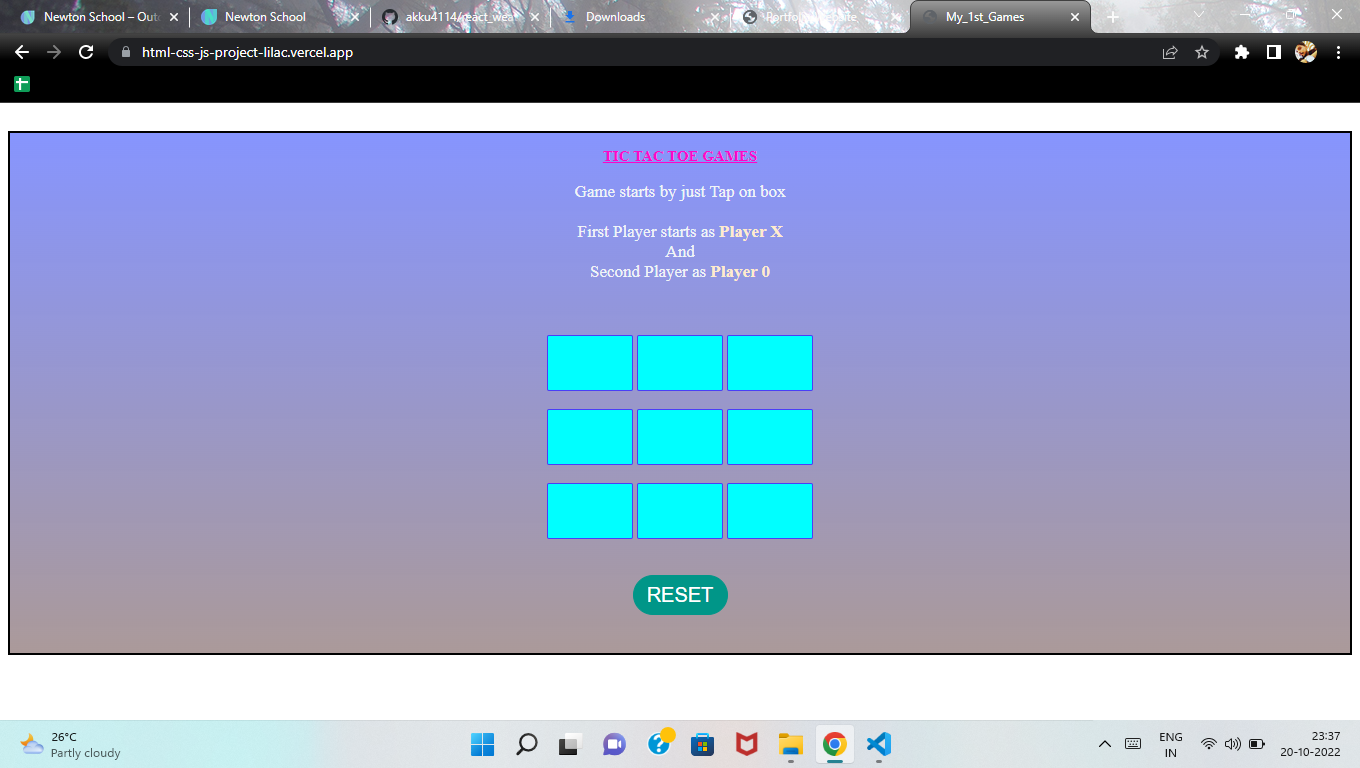 Newton School – Out
Newton School
akku4114/react_wea
Downloads
Portfolio Website
My_1st_Games
html-css-js-project-lilac.vercel.app
TIC TAC TOE GAMES
Game starts by just Tap on box
First Player starts as Player X
And
Second Player as Player 0
RESET
26°C
Partly cloudy
ENG
IN
23:37
20-10-2022